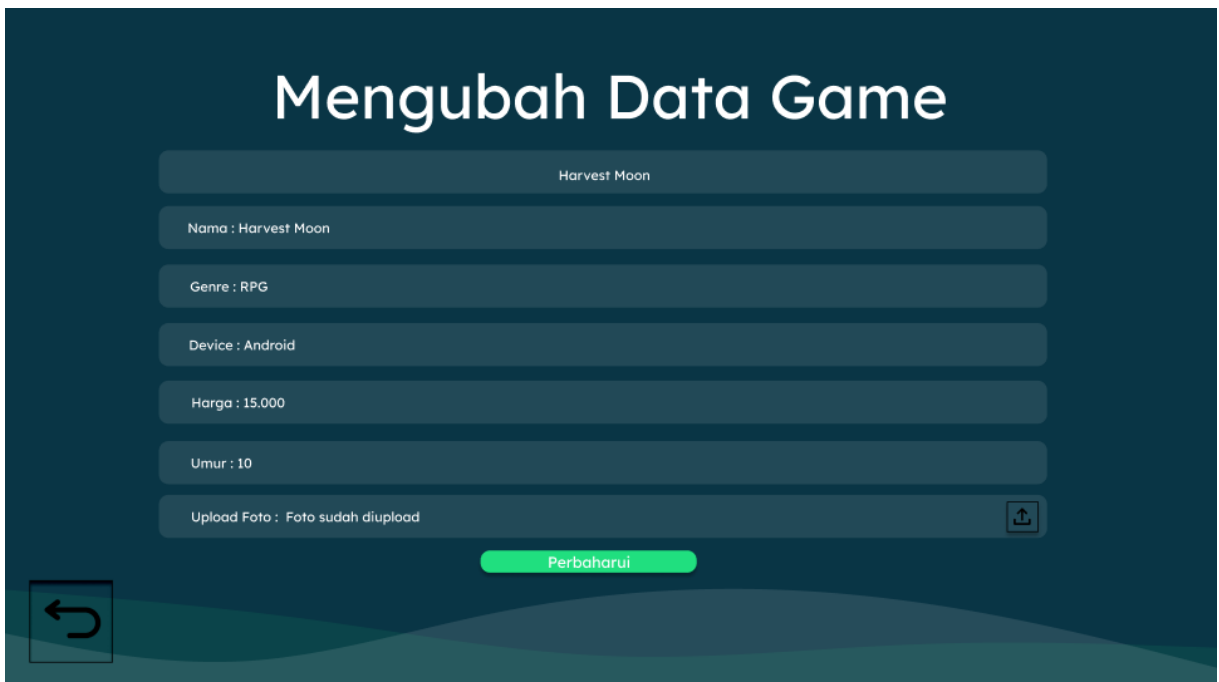 Mengubah Data Game
Harvest Moon
Nama : Harvest Moon
Genre : RPG
Device : Android
Harga : 15.000
Umur : 10
Upload Foto :  Foto sudah diupload
Perbaharui